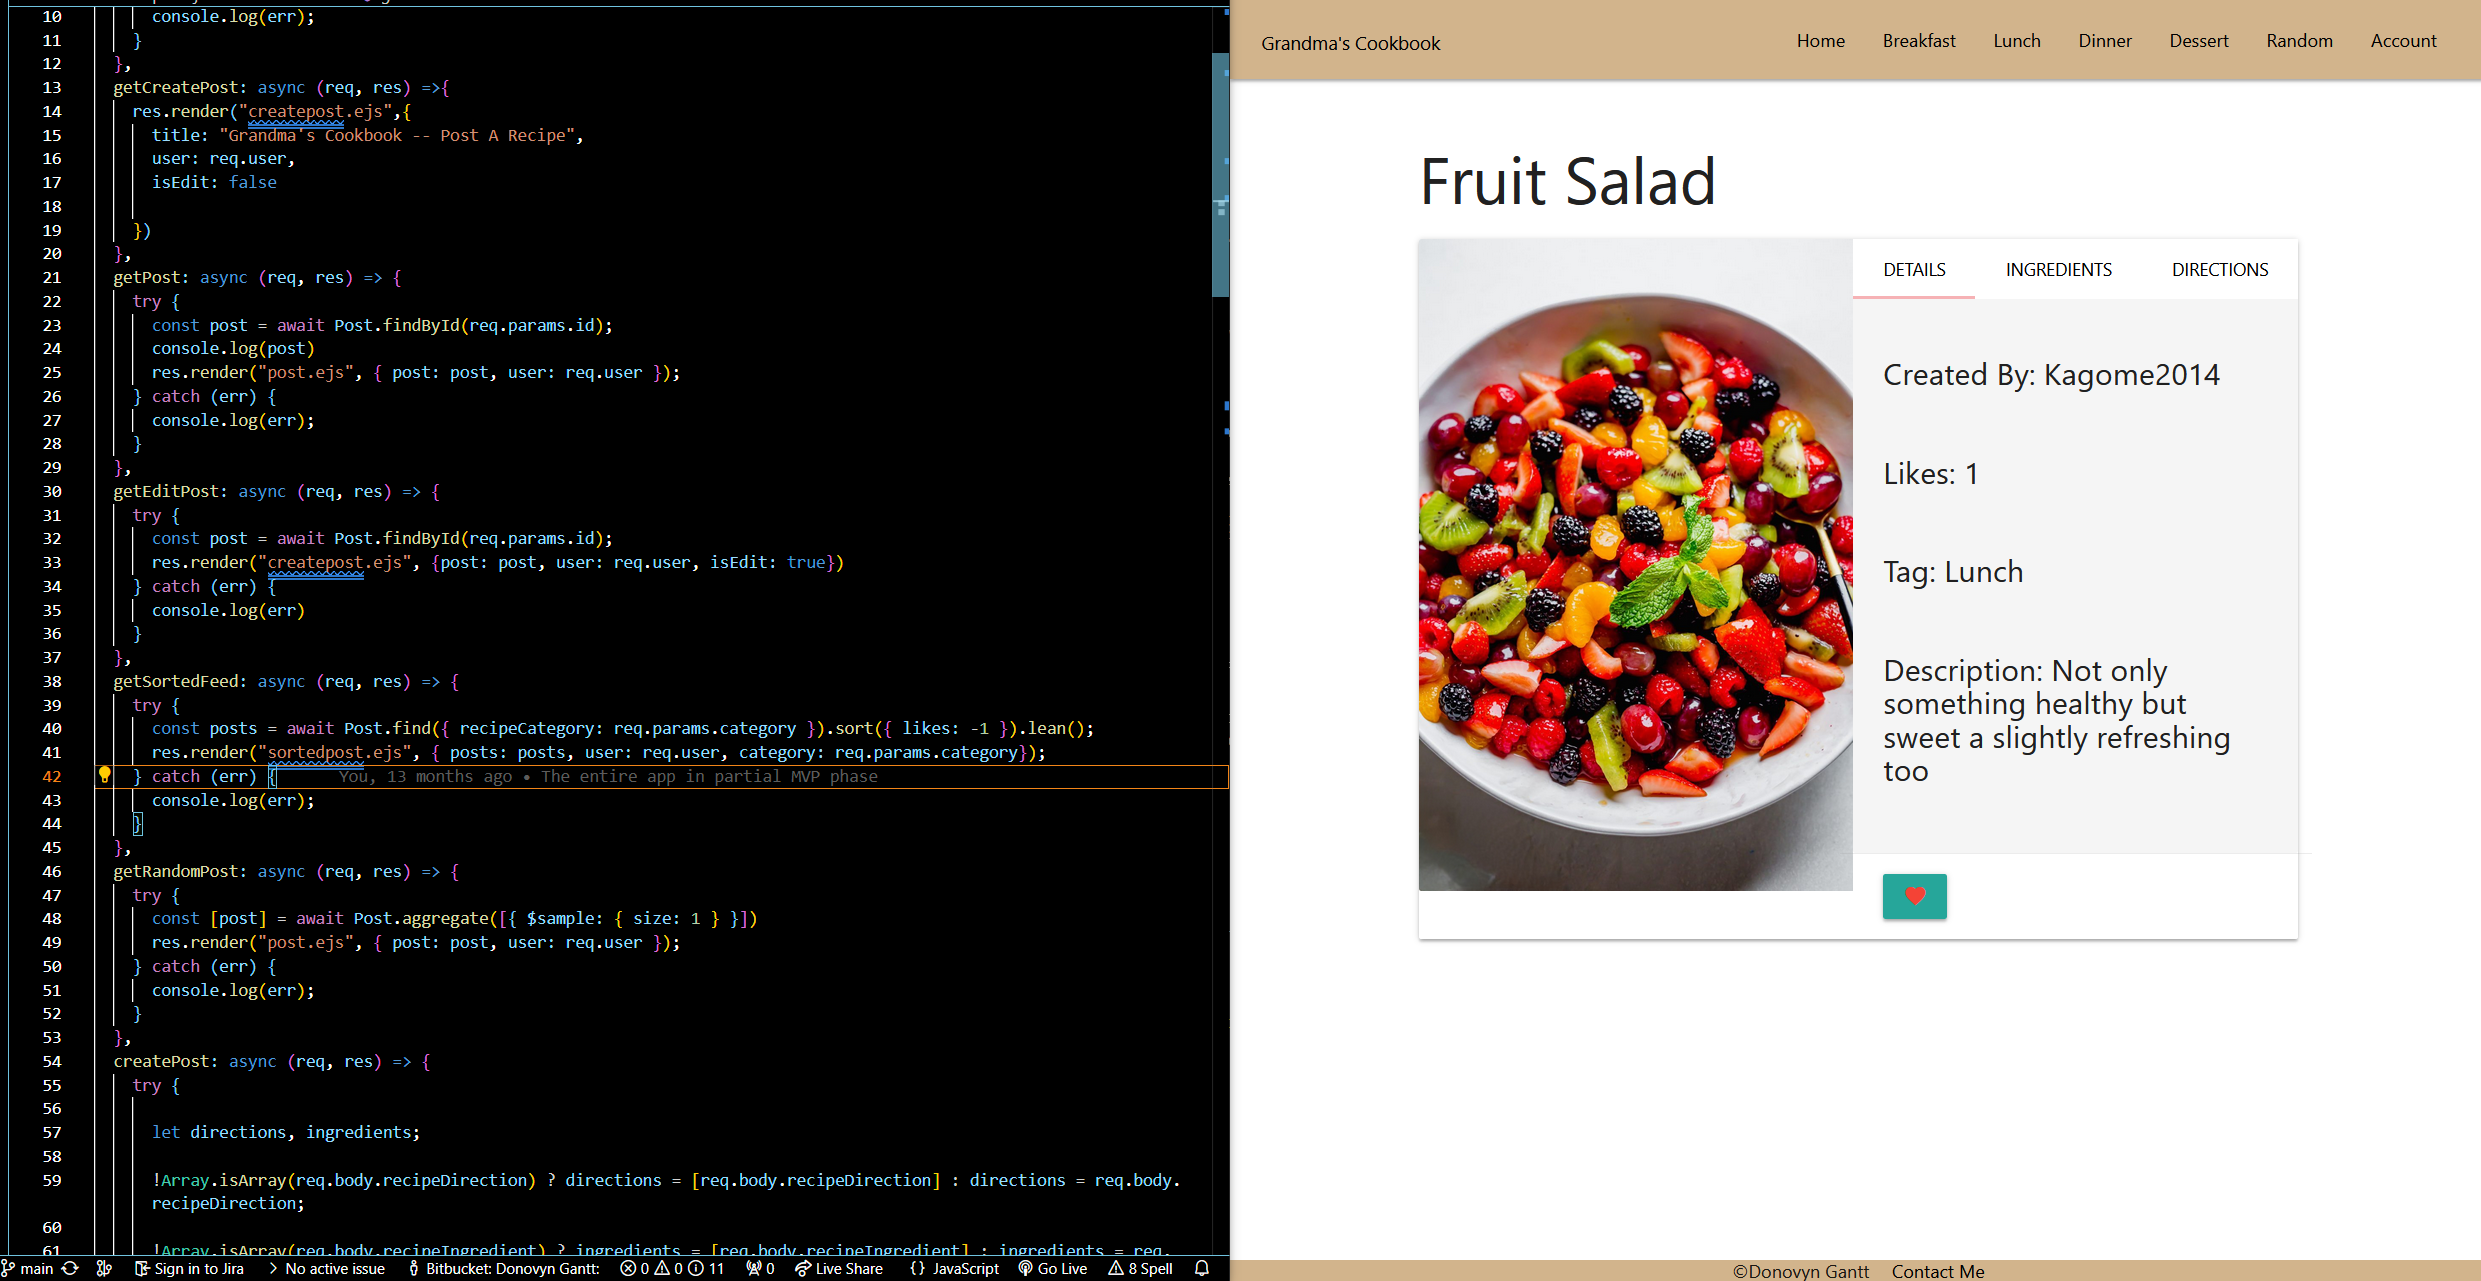 10 console.log(err);
11 }
12 },
13 getCreatePost: async (req, res) =>{
14 res.render("createpost.ejs",{
15 title: "Grandma's Cookbook -- Post A Recipe",
16 user: req.user,
17 isEdit: false
18
19 })
20 },
21 getPost: async (req, res) => {
22 try {
23 const post = await Post.findById(req.params.id);
24 console.log(post)
25 res.render("post.ejs", { post: post, user: req.user });
26 } catch (err) {
27 console.log(err);
28 }
29 },
30 getEditPost: async (req, res) => {
31 try {
32 const post = await Post.findById(req.params.id);
33 res.render("createpost.ejs", {post: post, user: req.user, isEdit: true})
34 } catch (err) {
35 console.log(err)
36 }
37 },
38 getSortedFeed: async (req, res) => {
39 try {
40 const posts = await Post.find({ recipeCategory: req.params.category }).sort({ likes: -1 }).lean();
41 res.render("sortedpost.ejs", { posts: posts, user: req.user, category: req.params.category});
42 } catch (err) { You, 13 months ago • The entire app in partial MVP phase
43 console.log(err);
44 }
45 },
46 getRandomPost: async (req, res) => {
47 try {
48 const [post] = await Post.aggregate([{ $sample: { size: 1 } }])
49 res.render("post.ejs", { post: post, user: req.user });
50 } catch (err) {
51 console.log(err);
52 }
53 },
54 createPost: async (req, res) => {
55 try {
56
57 let directions, ingredients;
58
59 !Array.isArray(req.body.recipeDirection) ? directions = [req.body.recipeDirection] : directions = req.body.
recipeDirection;
60
61 !Array.isArray(req.body.recipeIngredient) ? ingredients = [req.body.recipeIngredient] : ingredients = req.
main Sign in to Jira No active issue Bitbucket: Donovyn Gantt: 0 0 11 0 Live Share {} JavaScript Go Live 8 Spell
Grandma's Cookbook Home Breakfast Lunch Dinner Dessert Random Account
Fruit Salad
DETAILS INGREDIENTS DIRECTIONS
Created By: Kagome2014
Likes: 1
Tag: Lunch
Description: Not only
something healthy but
sweet a slightly refreshing
too
©Donovyn Gantt Contact Me